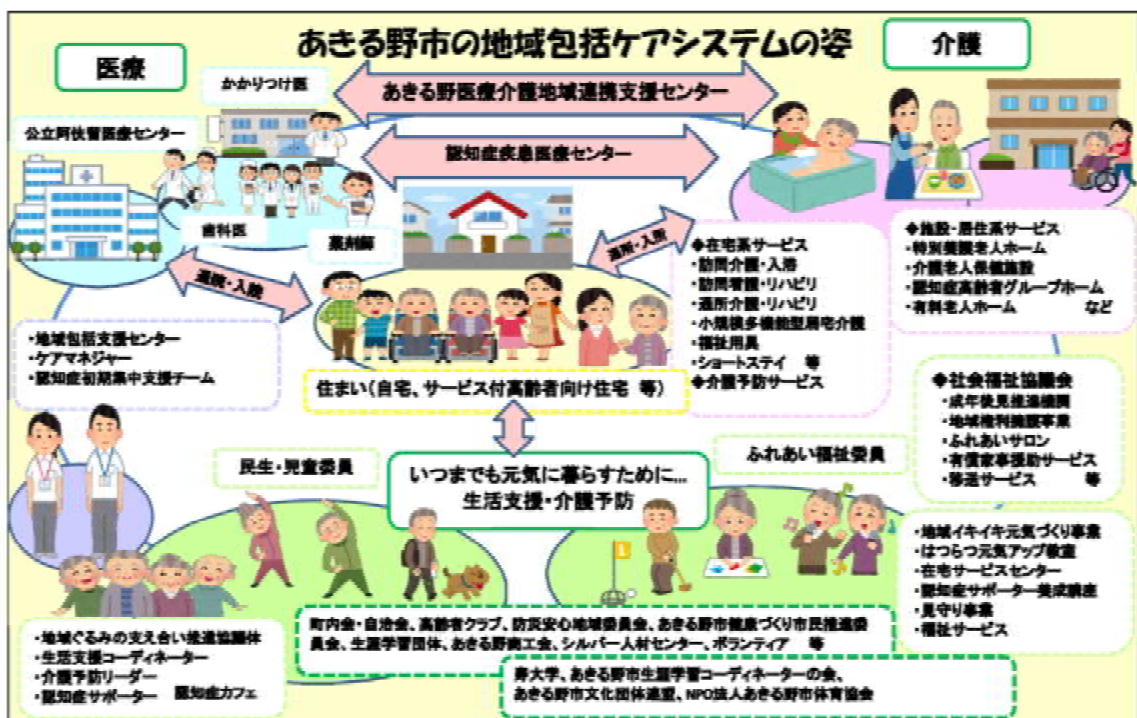 あきる野市の地域包括ケアシステムの姿
医療
介護
かかりつけ医
あきる野医療介護地域連携支援センター
公立阿伎留医療センター
認知症疾患医療センター
歯科医
薬剤師
通院・入院
通所・入所
◆在宅系サービス
・訪問介護・入浴
・訪問看護・リハビリ
・通所介護・リハビリ
・小規模多機能型居宅介護
・福祉用具
・ショートステイ 等
◆介護予防サービス
◆施設・居住系サービス
・特別養護老人ホーム
・介護老人保健施設
・認知症高齢者グループホーム
・有料老人ホーム など
・地域包括支援センター
・ケアマネジャー
・認知症初期集中支援チーム
住まい(自宅、サービス付高齢者向け住宅 等)
◆社会福祉協議会
・成年後見推進機関
・地域権利擁護事業
・ふれあいサロン
・有償家事援助サービス
・移送サービス 等
民生・児童委員
いつまでも元気に暮らすために...
生活支援・介護予防
ふれあい福祉委員
・地域イキイキ元気づくり事業
・はつらつ元気アップ教室
・在宅サービスセンター
・認知症サポーター養成講座
・見守り事業
・福祉サービス
・地域ぐるみの支え合い推進協議体
・生活支援コーディネーター
・介護予防リーダー
・認知症サポーター 認知症カフェ
町内会・自治会、高齢者クラブ、防災安心地域委員会、あきる野市健康づくり市民推進委
員会、生涯学習団体、あきる野商工会、シルバー人材センター、ボランティア 等
寿大学、あきる野市生涯学習コーディネーターの会、
あきる野市文化団体連盟、NPO法人あきる野市体育協会